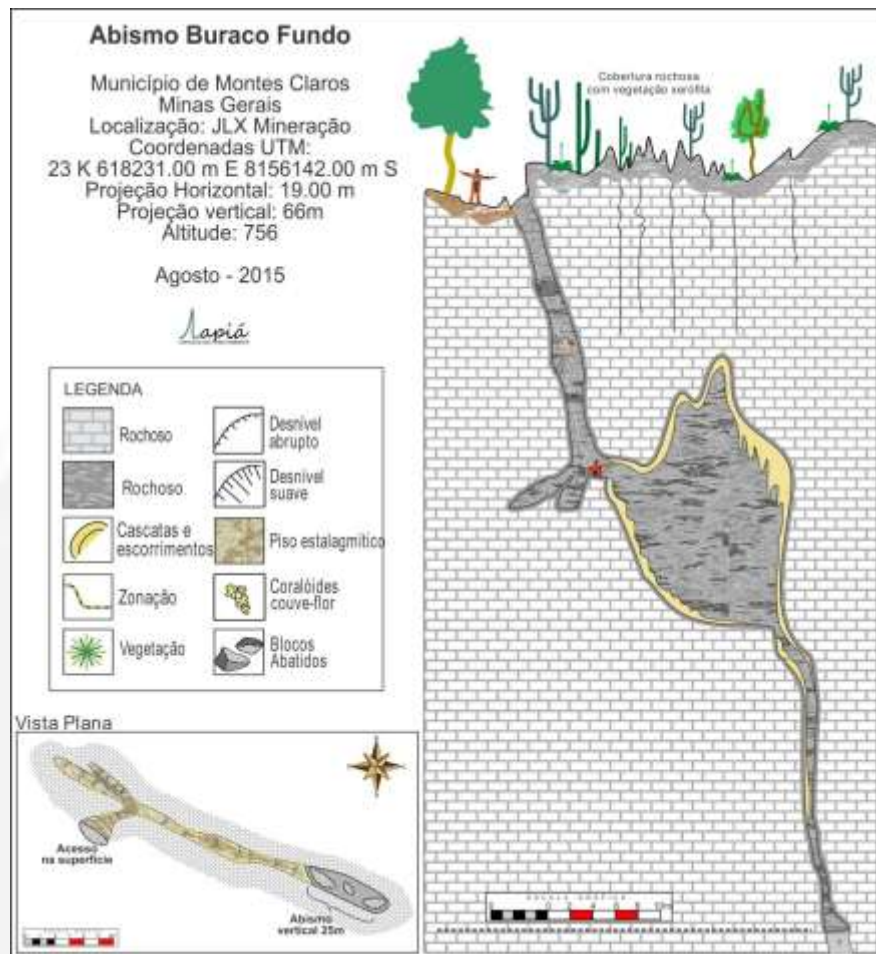 Abismo Buraco Fundo
Município de Montes Claros
Minas Gerais
Localização: JLX Mineração
Coordenadas UTM:
23 K 618231.00 m E 8156142.00 m S
Projeção Horizontal: 19.00 m
Projeção vertical: 66m
Altitude: 756
Agosto - 2015
Lapiá
Cobertura rochosa
com vegetação xerófita
LEGENDA
Rochoso
Desnível
abrupto
Rochoso
Desnível
suave
Cascatas e
escorrimentos
Piso estalagmítico
Zonação
Coralóides
couve-flor
Vegetação
Blocos
Abatidos
Vista Plana
Acesso
na superfície
Abismo
vertical 25m